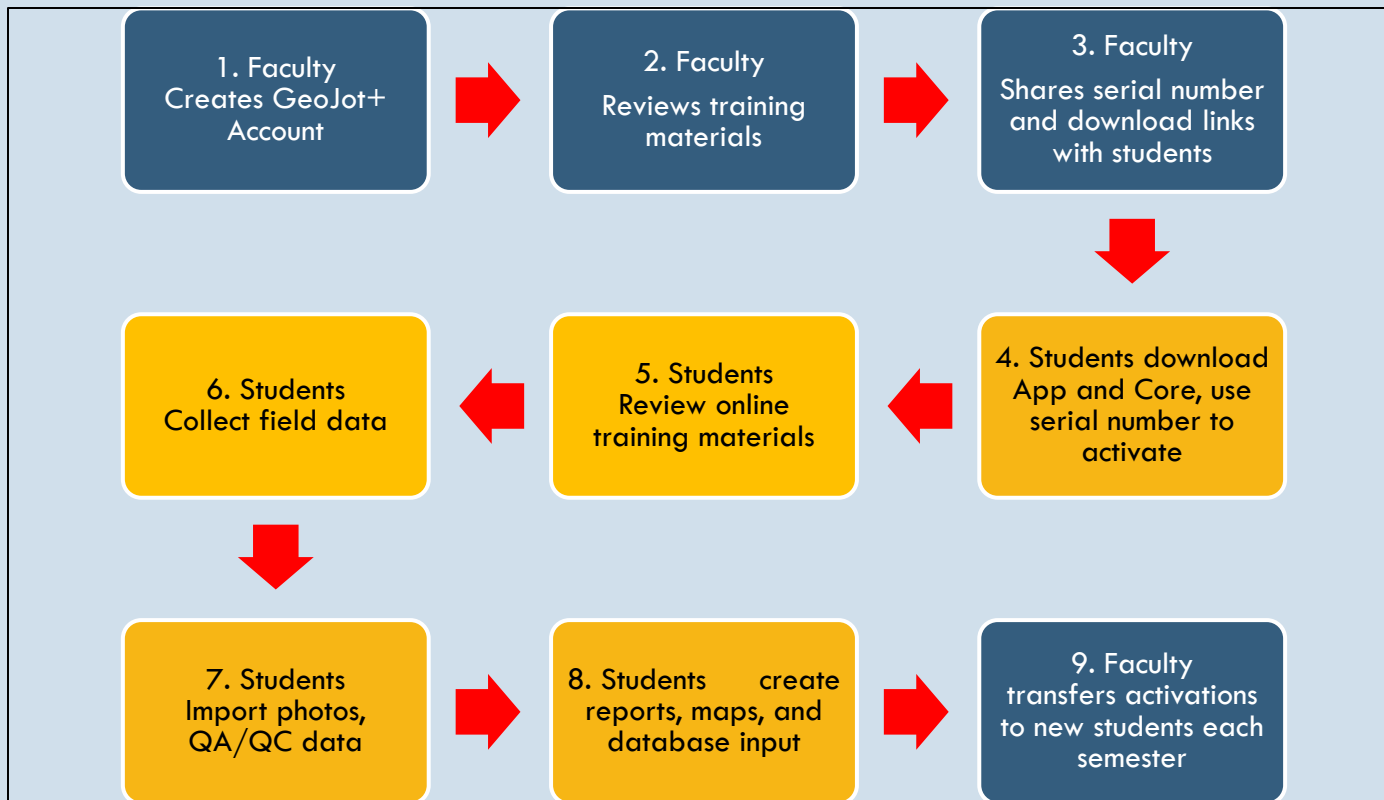 1. Faculty
Creates GeoJot+
Account
2. Faculty
Reviews training
materials
3. Faculty
Shares serial number
and download links
with students
4. Students download
App and Core, use
serial number to
activate
5. Students
Review online
training materials
6. Students
Collect field data
7. Students
Import photos,
QA/QC data
8. Students create
reports, maps, and
database input
9. Faculty
transfers activations
to new students each
semester